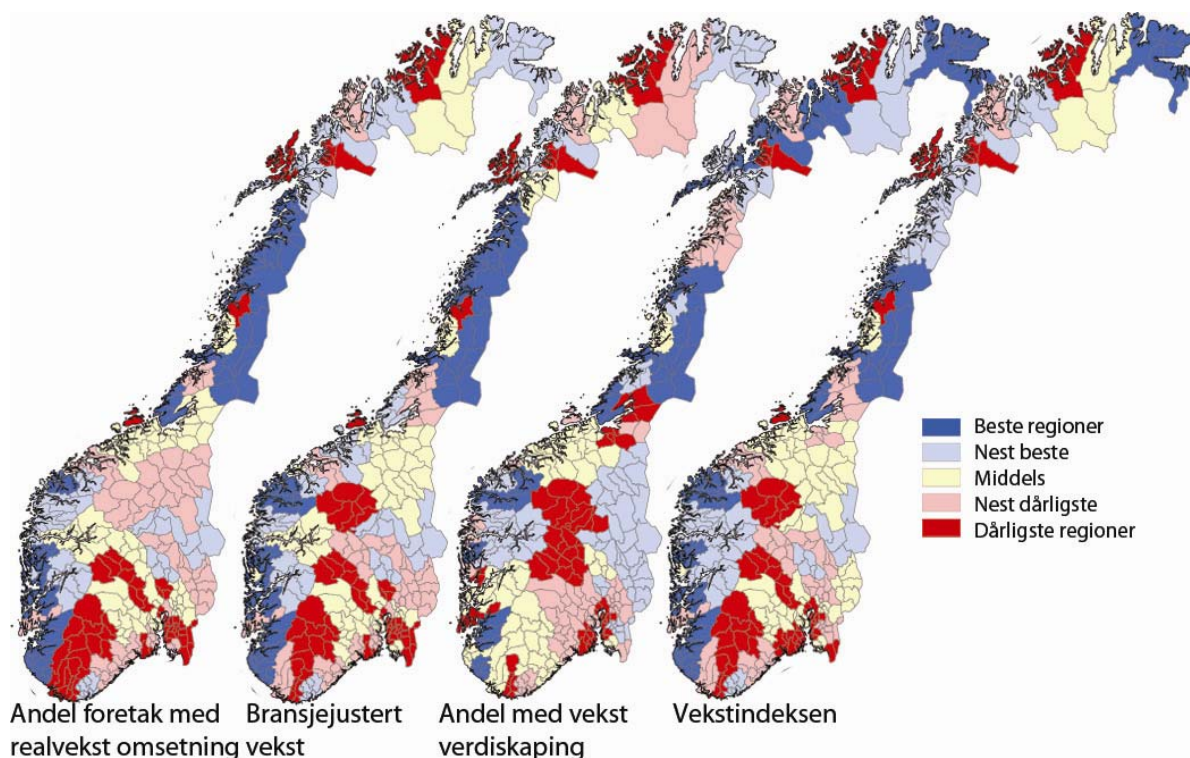 Beste regioner
Nest beste
Middels
Nest dårligste
Dårligste regioner
Andel foretak med
realvekst omsetning
Bransjejustert
vekst
Andel med vekst
verdiskaping
Vekstindeksen